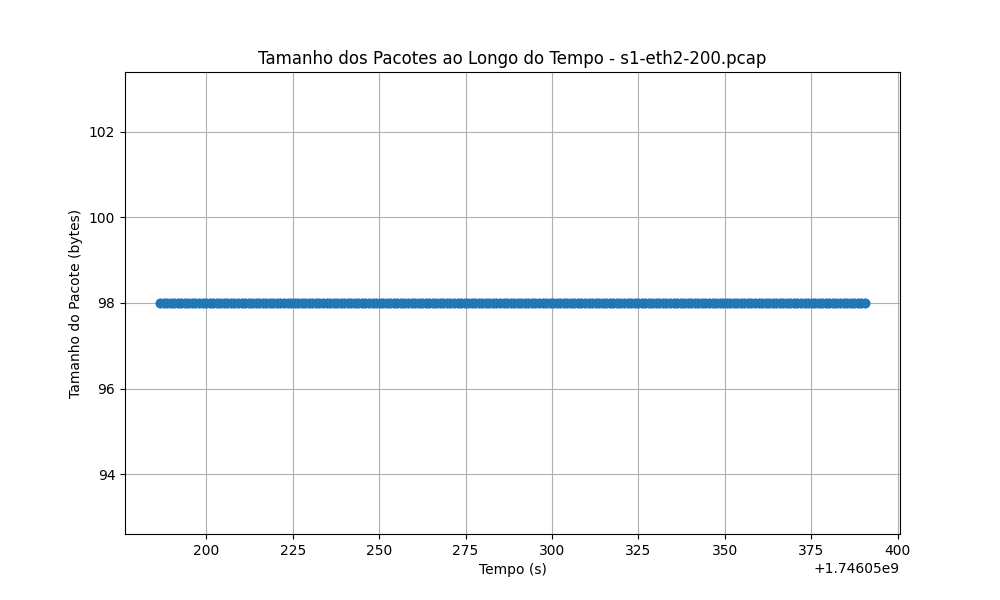 Tamanho dos Pacotes ao Longo do Tempo - s1-eth2-200.pcap
Tamanho do Pacote (bytes)
102
100
98
96
94
200 225 250 275 300 325 350 375 400
Tempo (s)
+1.74605e9